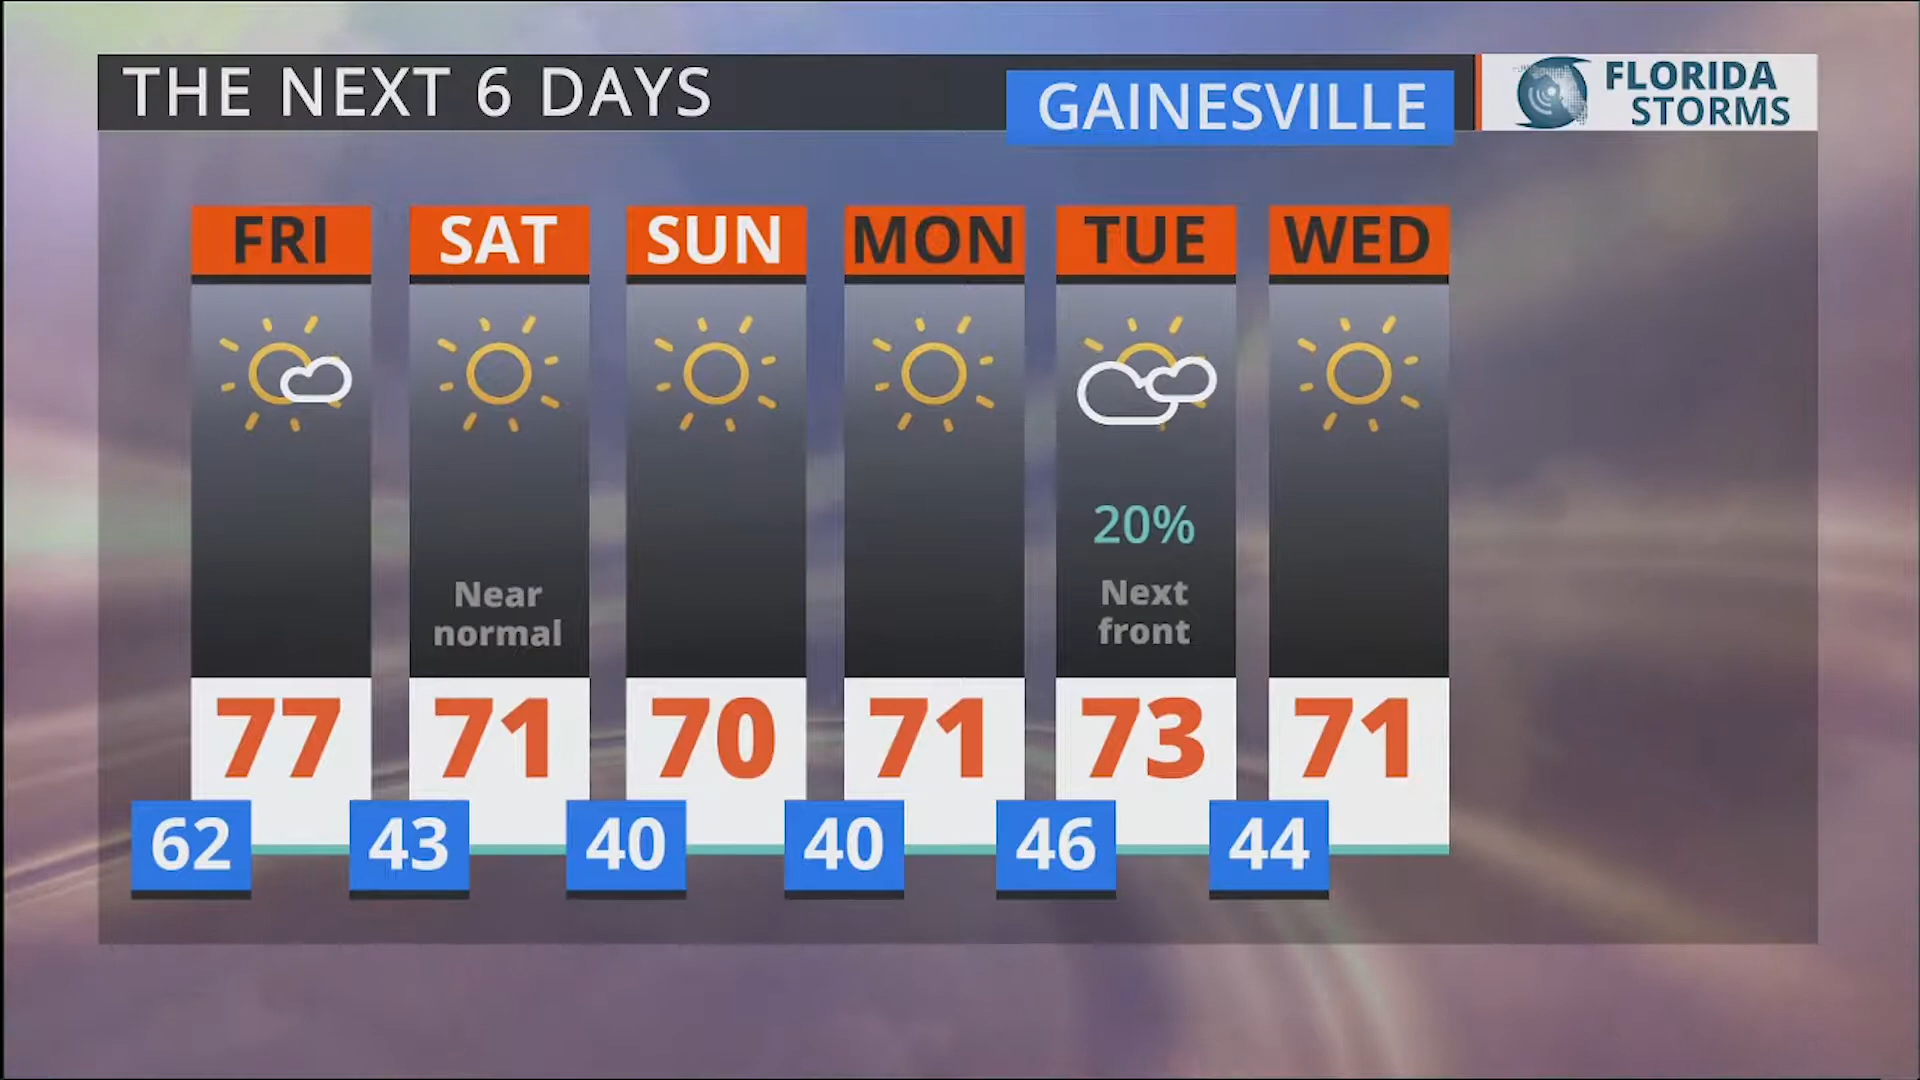 THE NEXT 6 DAYS
GAINESVILLE
FLORIDA
STORMS
FRI
SAT
SUN
MON
TUE
WED
20%
Near
normal
Next
front
77
71
70
71
73
71
62
43
40
40
46
44